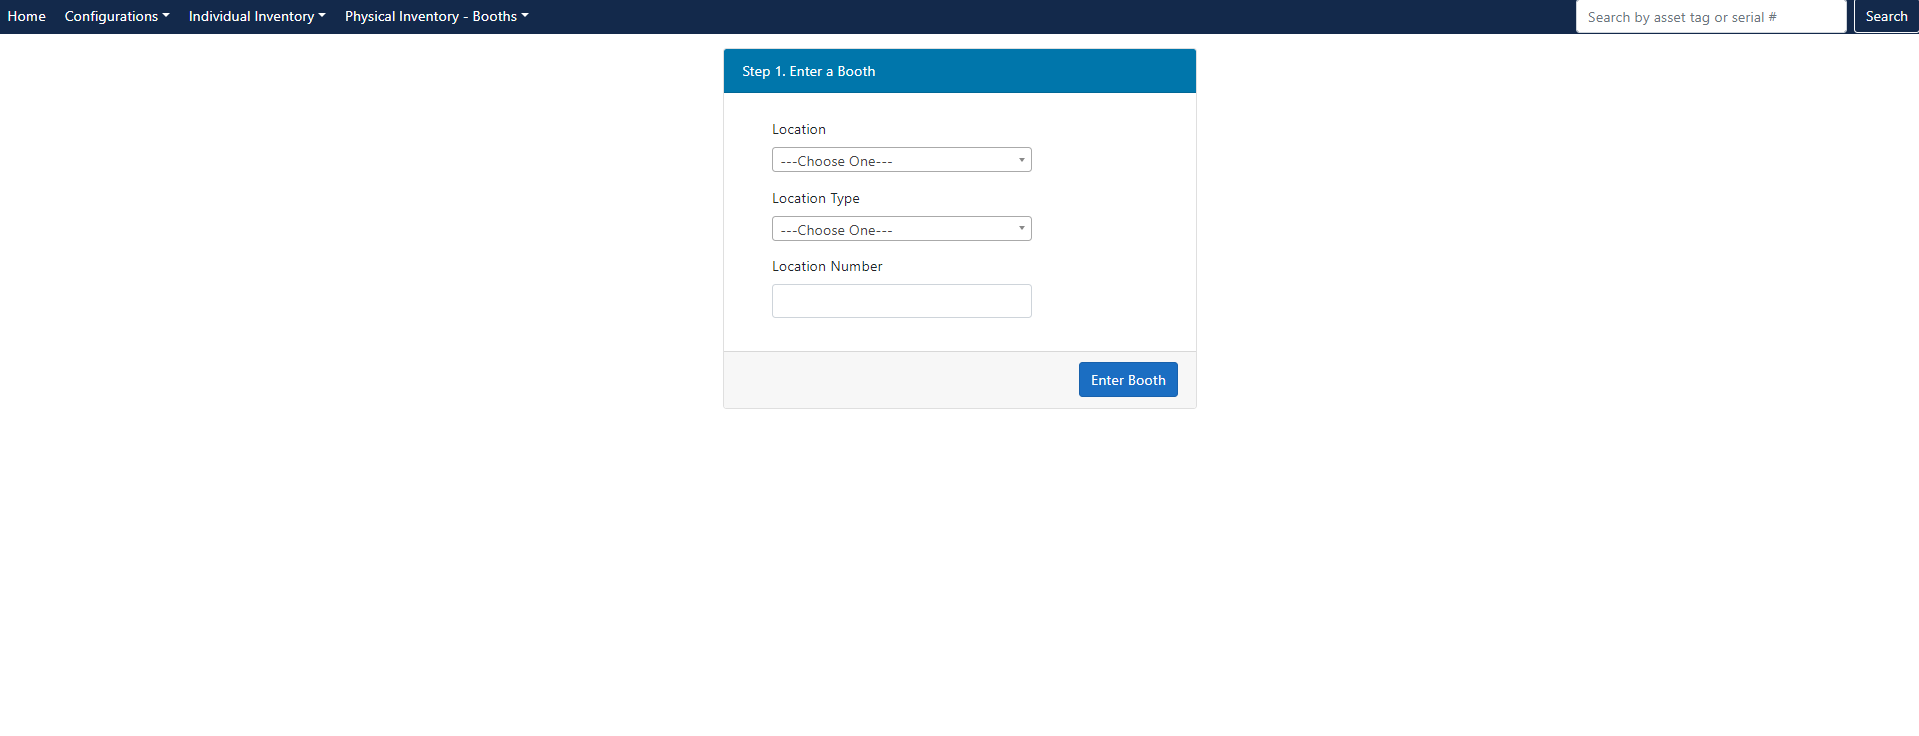 Home Configurations Individual Inventory Physical Inventory - Booths Search by asset tag or serial # Search
Step 1. Enter a Booth
Location
---Choose One---
Location Type
---Choose One---
Location Number
Enter Booth